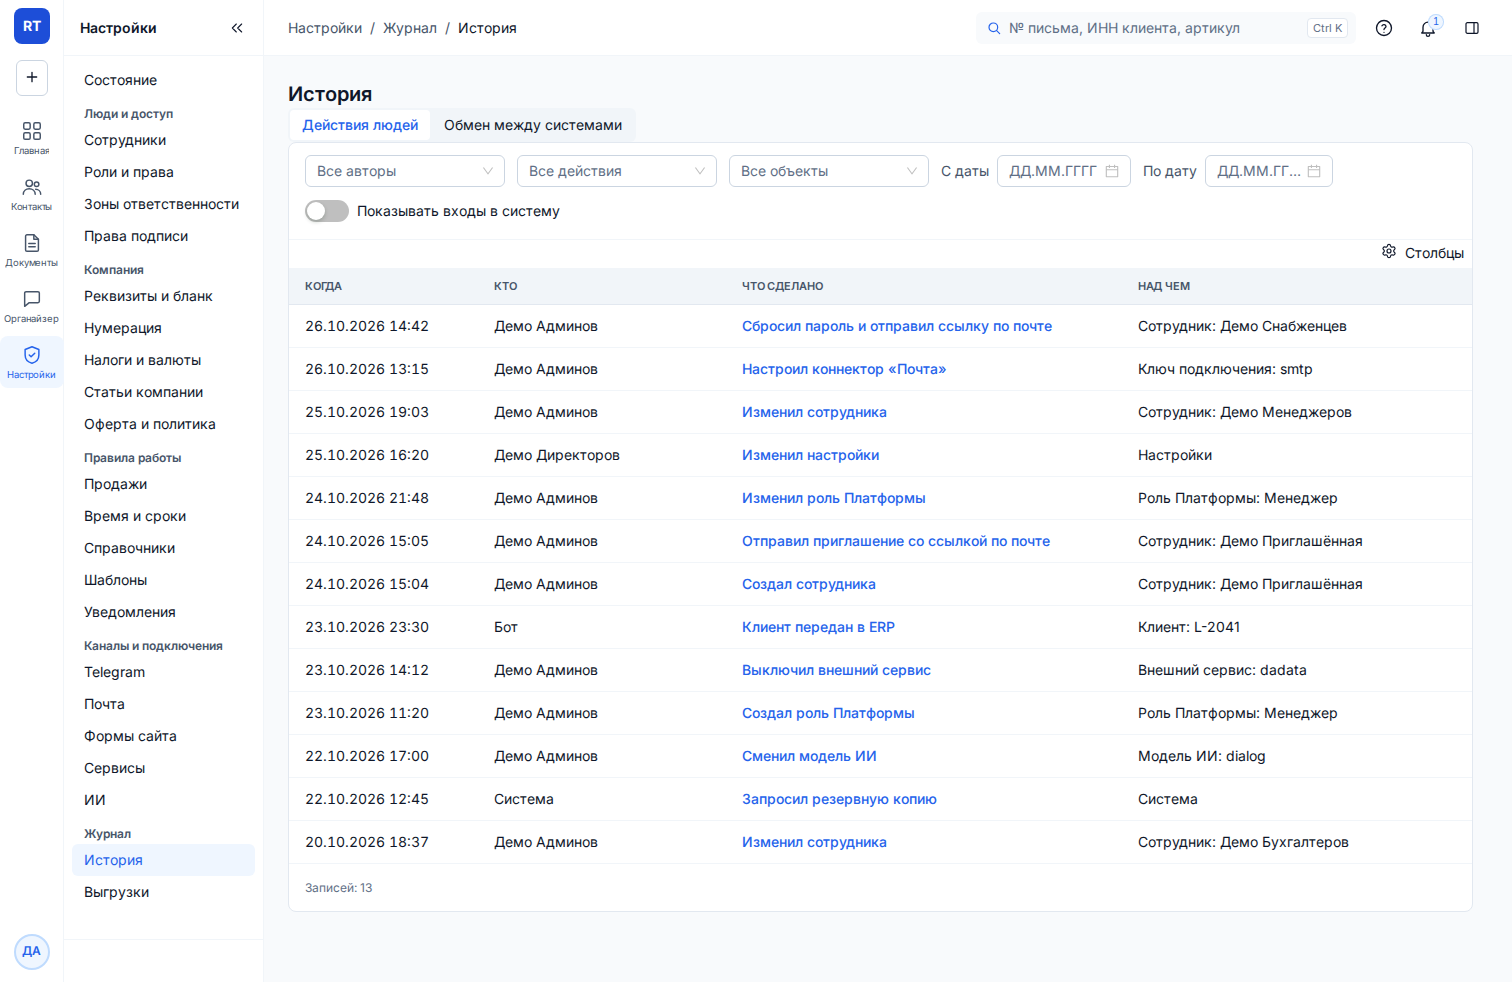 RT
Настройки
Настройки / Журнал / История
№ письма, ИНН клиента, артикул
Ctrl K
1
Главная
Контакты
Документы
Органайзер
Настройки
ДА
Состояние
Люди и доступ
Сотрудники
Роли и права
Зоны ответственности
Права подписи
Компания
Реквизиты и бланк
Нумерация
Налоги и валюты
Статьи компании
Оферта и политика
Правила работы
Продажи
Время и сроки
Справочники
Шаблоны
Уведомления
Каналы и подключения
Telegram
Почта
Формы сайта
Сервисы
ИИ
Журнал
История
Выгрузки
История
Действия людей Обмен между системами
Все авторы Все действия Все объекты С даты ДД.ММ.ГГГГ По дату ДД.ММ.ГГ...
Показывать входы в систему
Столбцы
КОГДА КТО ЧТО СДЕЛАНО НАД ЧЕМ
26.10.2026 14:42 Демо Админов Сбросил пароль и отправил ссылку по почте Сотрудник: Демо Снабженцев
26.10.2026 13:15 Демо Админов Настроил коннектор «Почта» Ключ подключения: smtp
25.10.2026 19:03 Демо Админов Изменил сотрудника Сотрудник: Демо Менеджеров
25.10.2026 16:20 Демо Директоров Изменил настройки Настройки
24.10.2026 21:48 Демо Админов Изменил роль Платформы Роль Платформы: Менеджер
24.10.2026 15:05 Демо Админов Отправил приглашение со ссылкой по почте Сотрудник: Демо Приглашённая
24.10.2026 15:04 Демо Админов Создал сотрудника Сотрудник: Демо Приглашённая
23.10.2026 23:30 Бот Клиент передан в ERP Клиент: L-2041
23.10.2026 14:12 Демо Админов Выключил внешний сервис Внешний сервис: dadata
23.10.2026 11:20 Демо Админов Создал роль Платформы Роль Платформы: Менеджер
22.10.2026 17:00 Демо Админов Сменил модель ИИ Модель ИИ: dialog
22.10.2026 12:45 Система Запросил резервную копию Система
20.10.2026 18:37 Демо Админов Изменил сотрудника Сотрудник: Демо Бухгалтеров
Записей: 13